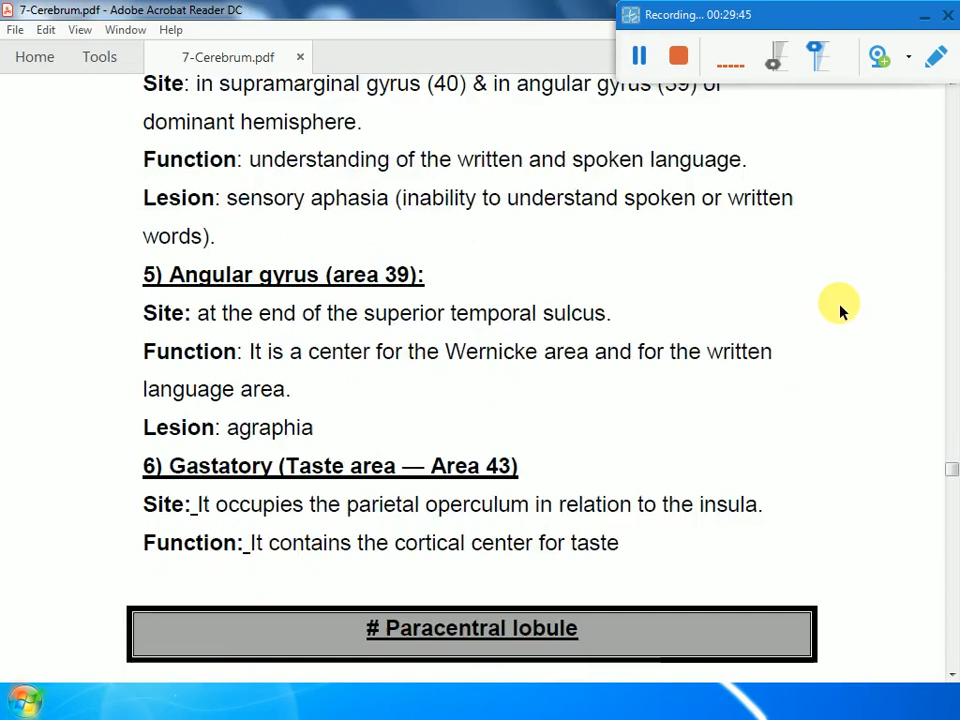 7-Cerebrum.pdf - Adobe Acrobat Reader DC
Recording... 00:29:45
File Edit View Window Help
Home Tools 7-Cerebrum.pdf ×
Site: in supramarginal gyrus (40) & in angular gyrus (39) of
dominant hemisphere.
Function: understanding of the written and spoken language.
Lesion: sensory aphasia (inability to understand spoken or written
words).
5) Angular gyrus (area 39):
Site: at the end of the superior temporal sulcus.
Function: It is a center for the Wernicke area and for the written
language area.
Lesion: agraphia
6) Gastatory (Taste area — Area 43)
Site: It occupies the parietal operculum in relation to the insula.
Function: It contains the cortical center for taste
# Paracentral lobule